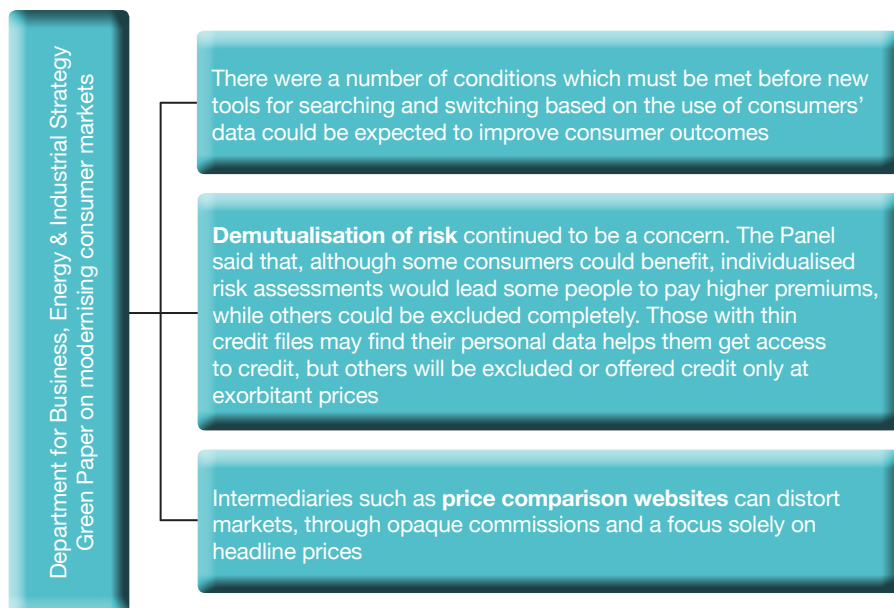 Department for Business, Energy & Industrial Strategy
Green Paper on modernising consumer markets
There were a number of conditions which must be met before new
tools for searching and switching based on the use of consumers’
data could be expected to improve consumer outcomes
Demutualisation of risk continued to be a concern. The Panel
said that, although some consumers could benefit, individualised
risk assessments would lead some people to pay higher premiums,
while others could be excluded completely. Those with thin
credit files may find their personal data helps them get access
to credit, but others will be excluded or offered credit only at
exorbitant prices
Intermediaries such as price comparison websites can distort
markets, through opaque commissions and a focus solely on
headline prices